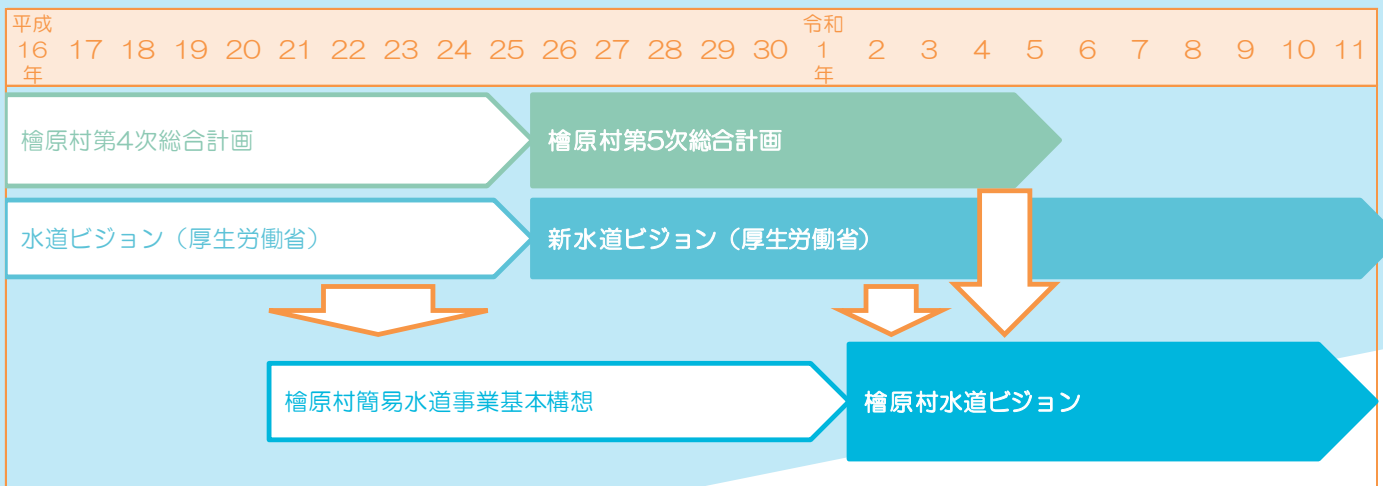 平成 令和
16 17 18 19 20 21 22 23 24 25 26 27 28 29 30 1 2 3 4 5 6 7 8 9 10 11
年 年
檜原村第4次総合計画 檜原村第5次総合計画
水道ビジョン（厚生労働省） 新水道ビジョン（厚生労働省）
檜原村簡易水道事業基本構想 檜原村水道ビジョン